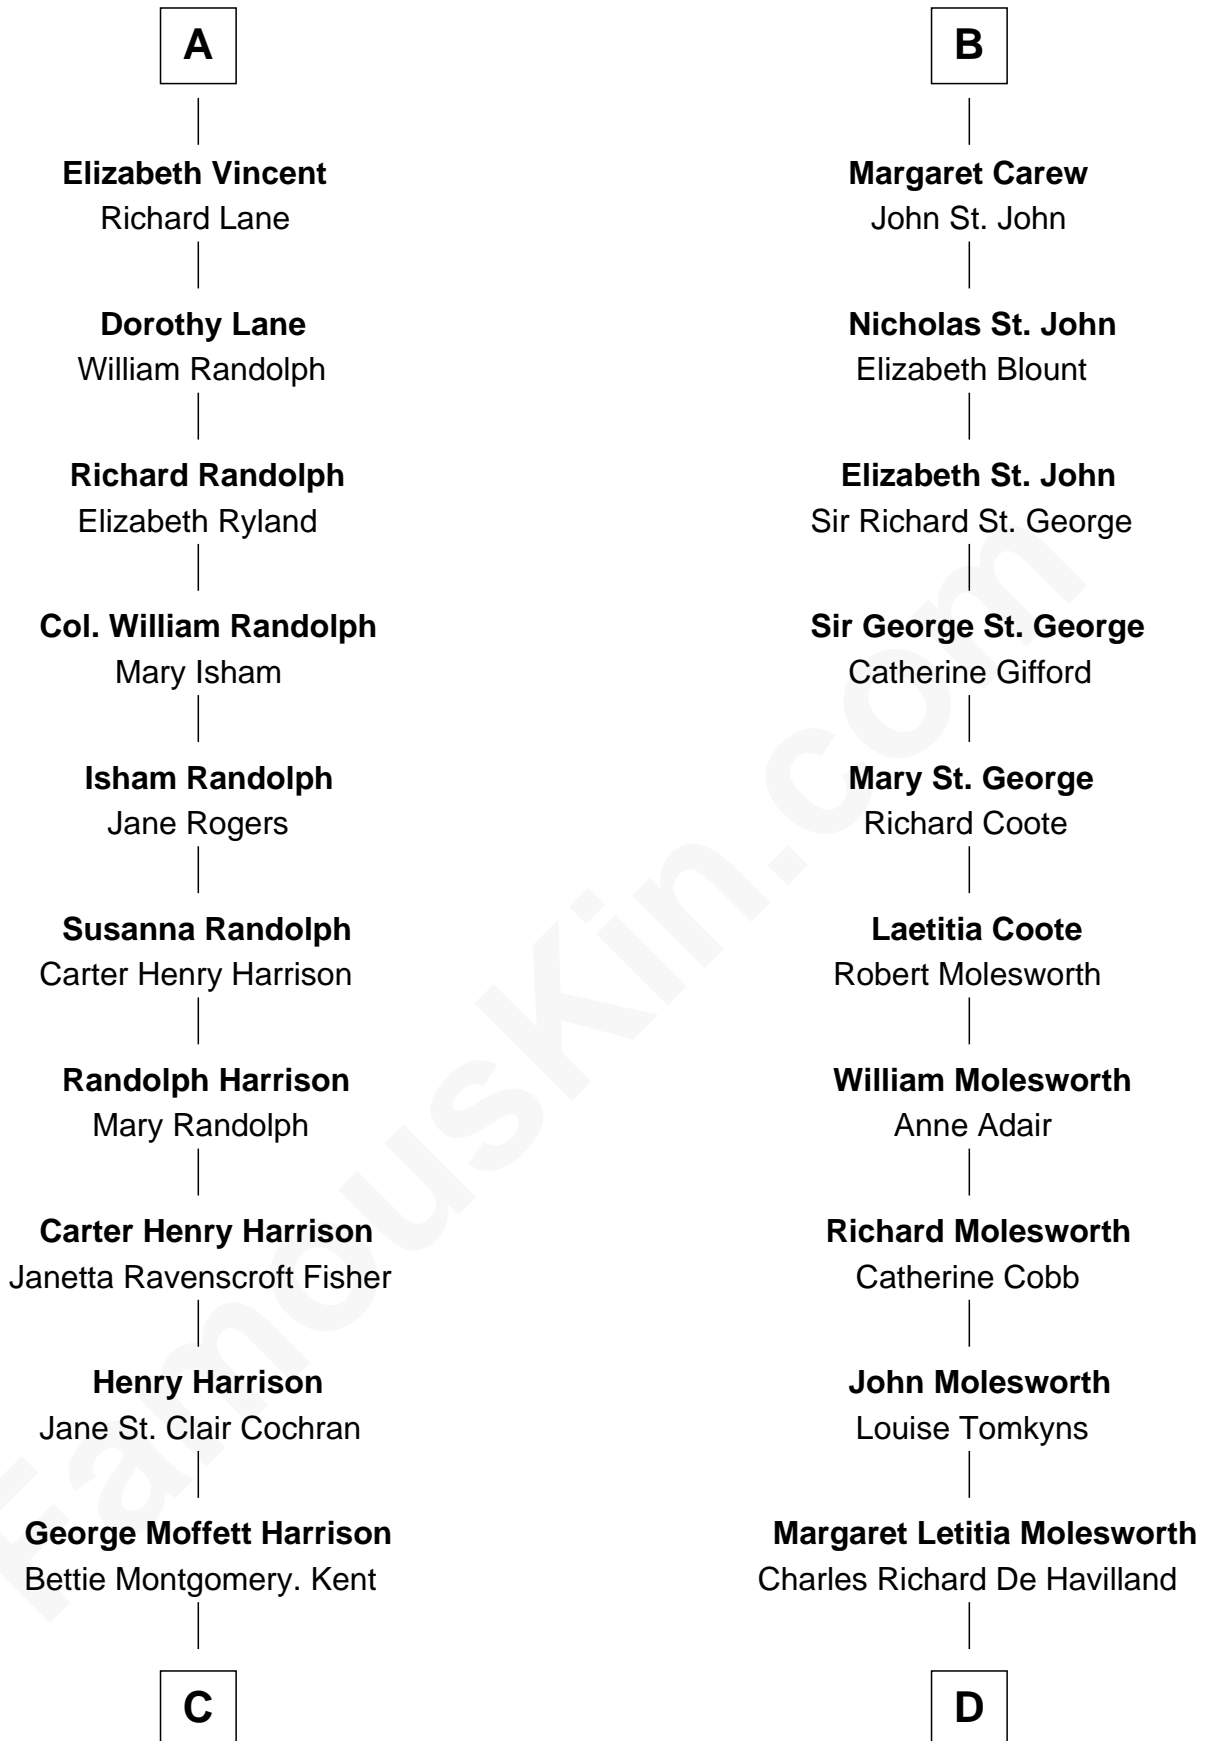 A
Elizabeth Vincent
Richard Lane
Dorothy Lane
William Randolph
Richard Randolph
Elizabeth Ryland
Col. William Randolph
Mary Isham
Isham Randolph
Jane Rogers
Susanna Randolph
Carter Henry Harrison
Randolph Harrison
Mary Randolph
Carter Henry Harrison
Janetta Ravenscroft Fisher
Henry Harrison
Jane St. Clair Cochran
George Moffett Harrison
Bettie Montgomery. Kent
C
B
Margaret Carew
John St. John
Nicholas St. John
Elizabeth Blount
Elizabeth St. John
Sir Richard St. George
Sir George St. George
Catherine Gifford
Mary St. George
Richard Coote
Laetitia Coote
Robert Molesworth
William Molesworth
Anne Adair
Richard Molesworth
Catherine Cobb
John Molesworth
Louise Tomkyns
Margaret Letitia Molesworth
Charles Richard De Havilland
D
FamousKin.com